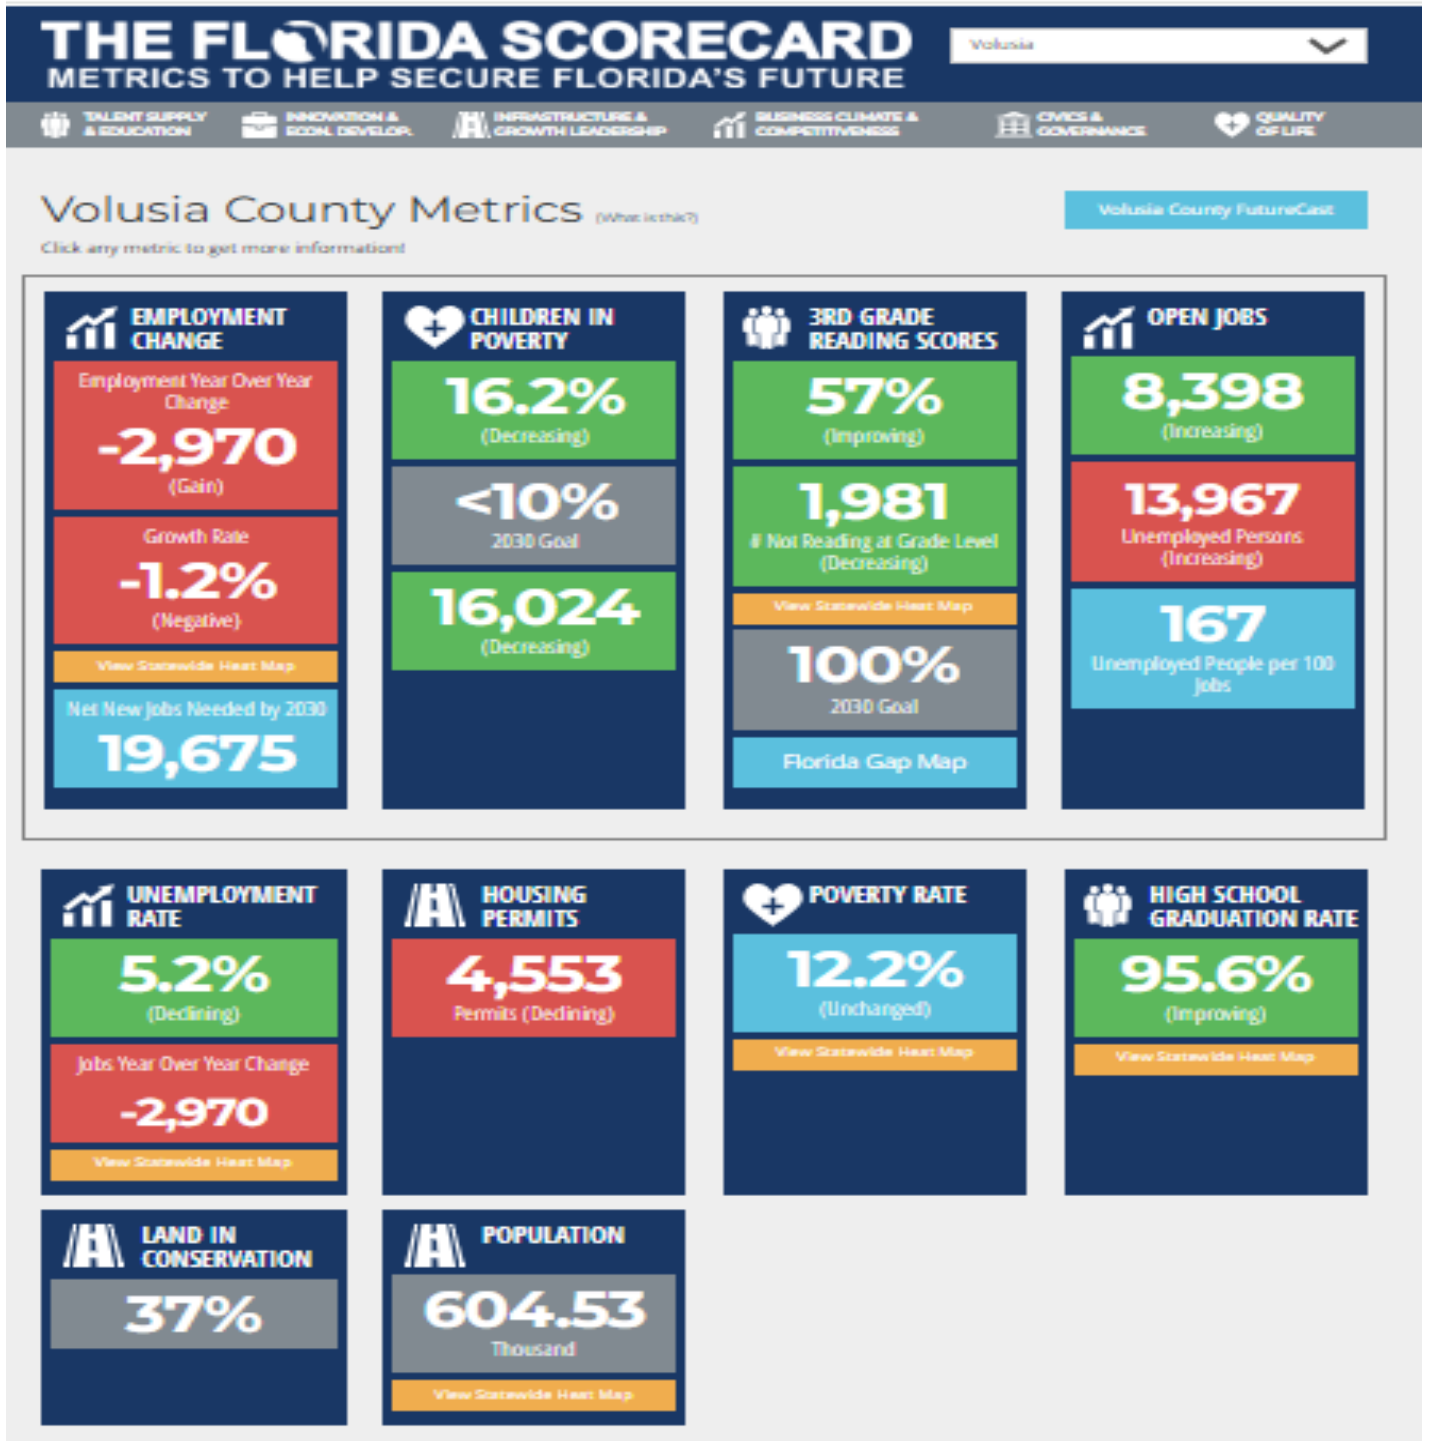 THE FLORIDA SCORECARD
METRICS TO HELP SECURE FLORIDA'S FUTURE
Volusia
TALENT SUPPLY
& EDUCATION
INNOVATION &
ECON. DEVELOP.
INFRASTRUCTURE &
GROWTH LEADERSHIP
BUSINESS CLIMATE &
COMPETITIVENESS
CIVICS &
GOVERNANCE
QUALITY
OF LIFE
Volusia County Metrics (What is this?)
Volusia County FutureCast
Click any metric to get more information!
EMPLOYMENT
CHANGE
Employment Year Over Year
Change
-2,970
(Gain)
Growth Rate
-1.2%
(Negative)
View Statewide Heat Map
Net New Jobs Needed by 2030
19,675
CHILDREN IN
POVERTY
16.2%
(Decreasing)
<10%
2030 Goal
16,024
(Decreasing)
3RD GRADE
READING SCORES
57%
(Improving)
1,981
# Not Reading at Grade Level
(Decreasing)
View Statewide Heat Map
100%
2030 Goal
Florida Gap Map
OPEN JOBS
8,398
(Increasing)
13,967
Unemployed Persons
(Increasing)
167
Unemployed People per 100
Jobs
UNEMPLOYMENT
RATE
5.2%
(Declining)
Jobs Year Over Year Change
-2,970
View Statewide Heat Map
HOUSING
PERMITS
4,553
Permits (Declining)
POVERTY RATE
12.2%
(Unchanged)
View Statewide Heat Map
HIGH SCHOOL
GRADUATION RATE
95.6%
(Improving)
View Statewide Heat Map
LAND IN
CONSERVATION
37%
POPULATION
604.53
Thousand
View Statewide Heat Map